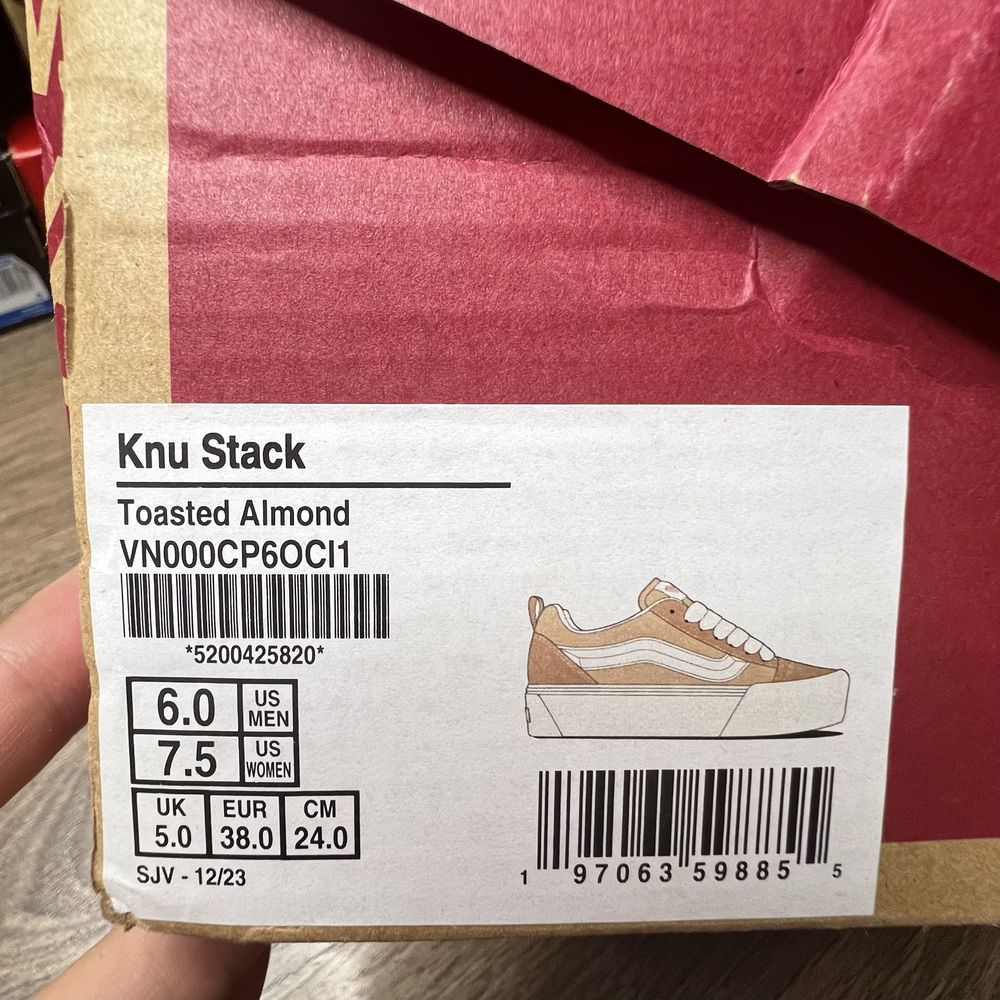 Knu Stack
Toasted Almond
VN000CP6OCI1
*5200425820*
6.0 US MEN
7.5 US WOMEN
UK EUR CM
5.0 38.0 24.0
SJV - 12/23
1 97063 59885 5